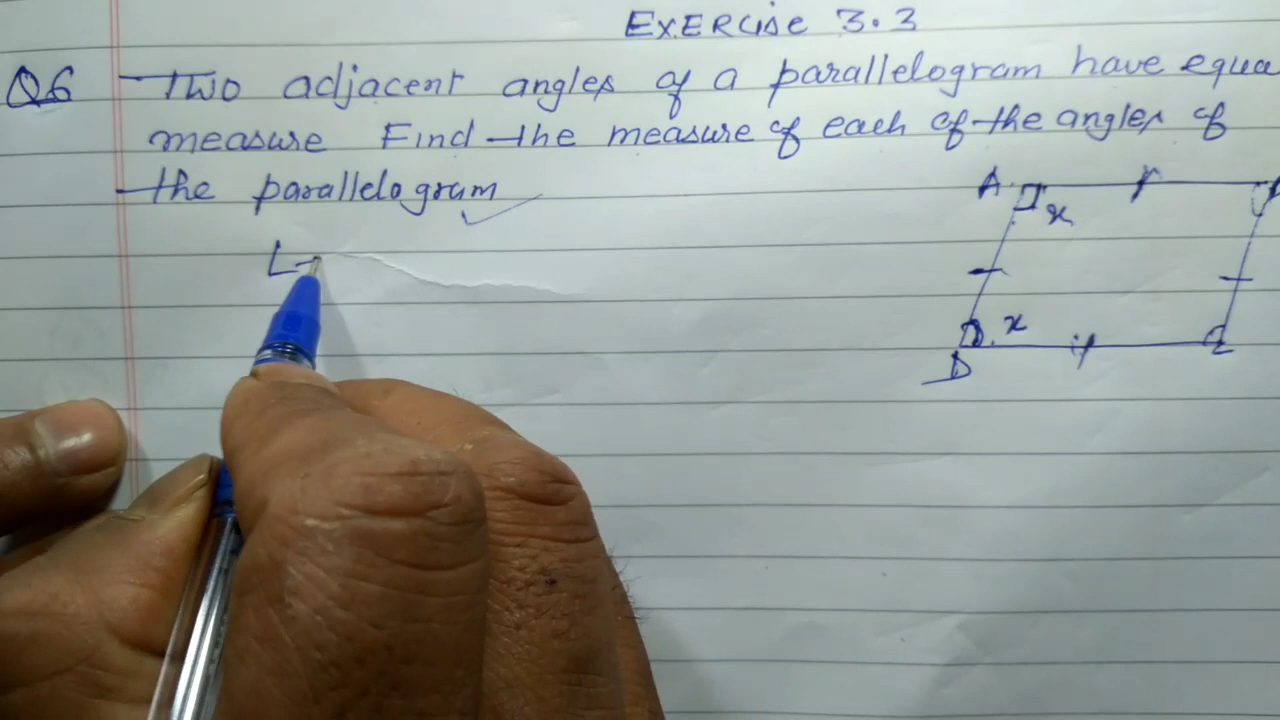 EXERCISE 3.3
Q6 Two adjacent angles of a parallelogram have equa
measure Find the measure of each of the angles of
the parallelogram
A
x
x
D
L